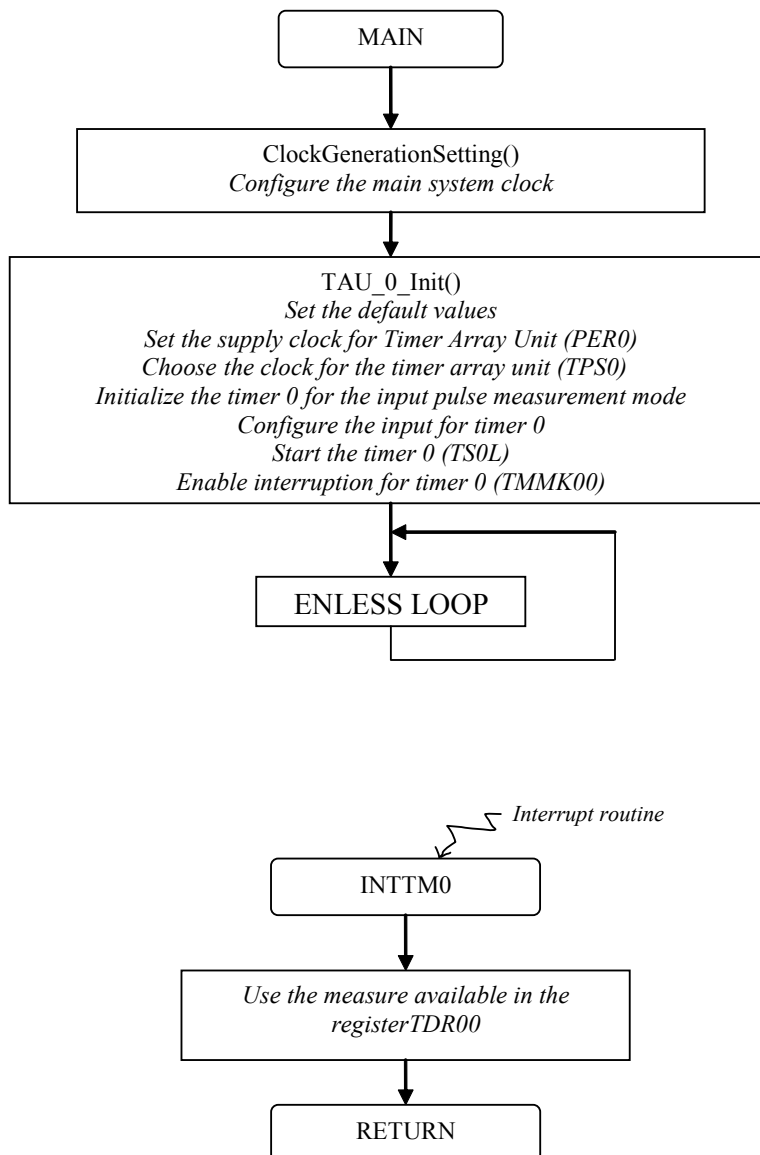 MAIN
ClockGenerationSetting()
Configure the main system clock
TAU_0_Init()
Set the default values
Set the supply clock for Timer Array Unit (PER0)
Choose the clock for the timer array unit (TPS0)
Initialize the timer 0 for the input pulse measurement mode
Configure the input for timer 0
Start the timer 0 (TS0L)
Enable interruption for timer 0 (TMMK00)
ENLESS LOOP
Interrupt routine
INTTM0
Use the measure available in the
registerTDR00
RETURN